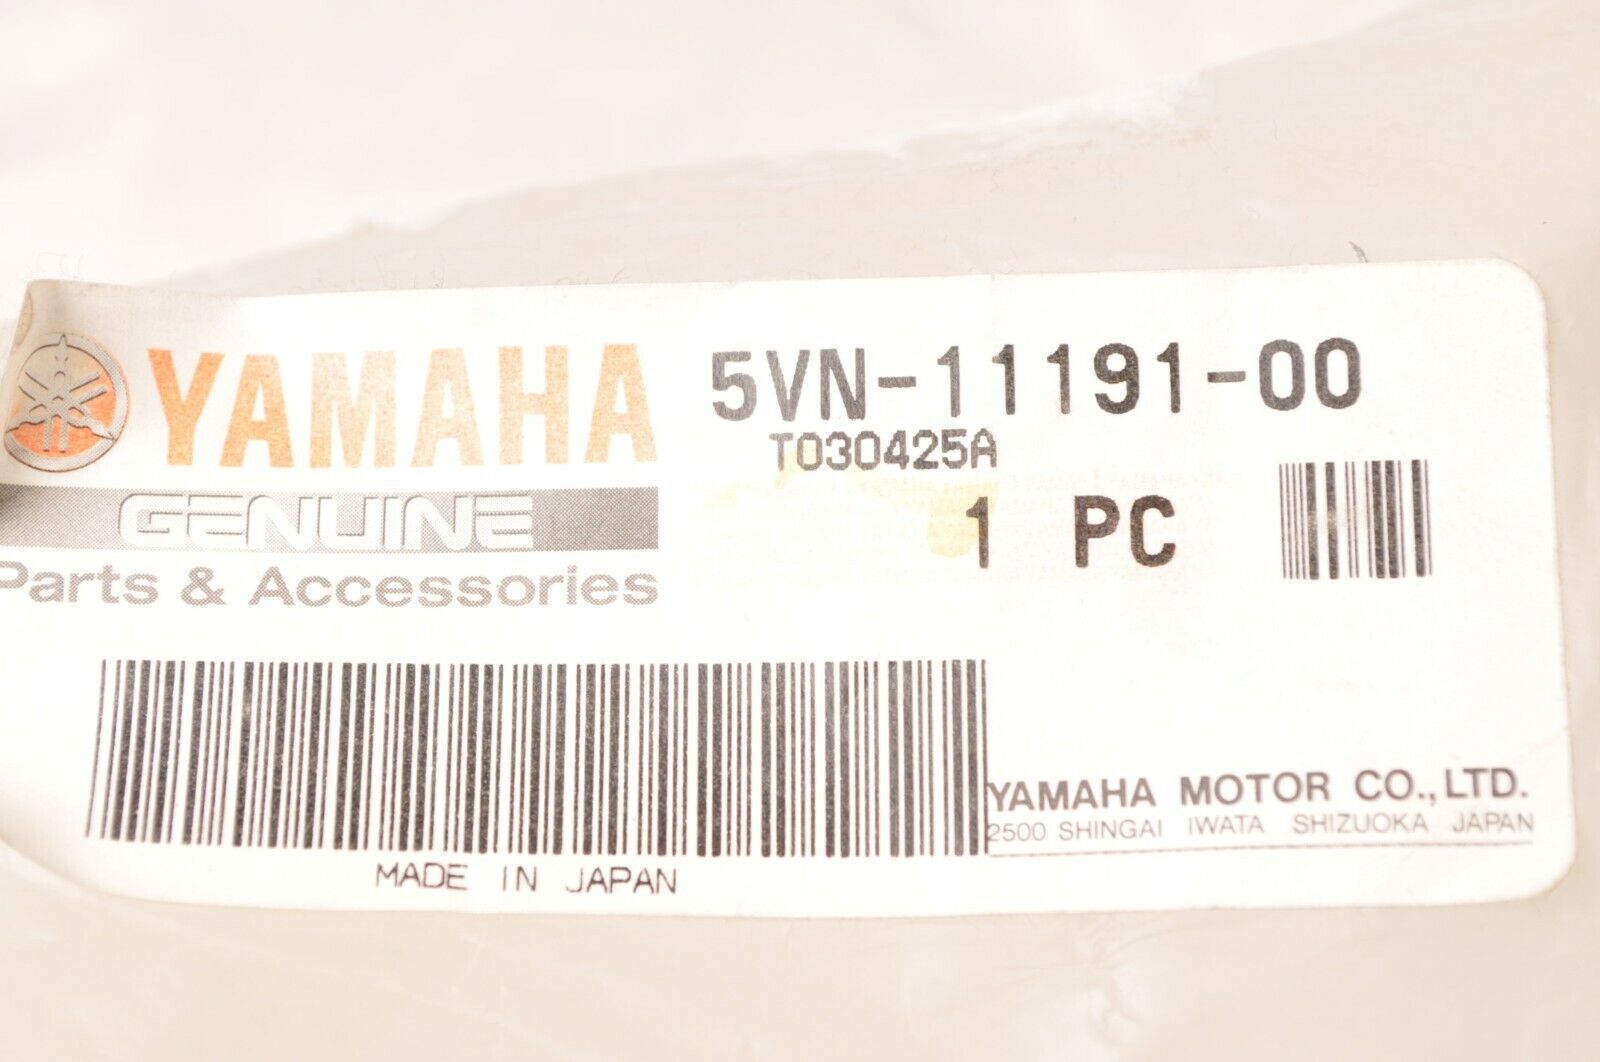 YAMAHA
GENUINE
Parts & Accessories
5VN-11191-00
T030425A
1 PC
YAMAHA MOTOR CO., LTD.
2500 SHINGAI IWATA SHIZUOKA JAPAN
MADE IN JAPAN